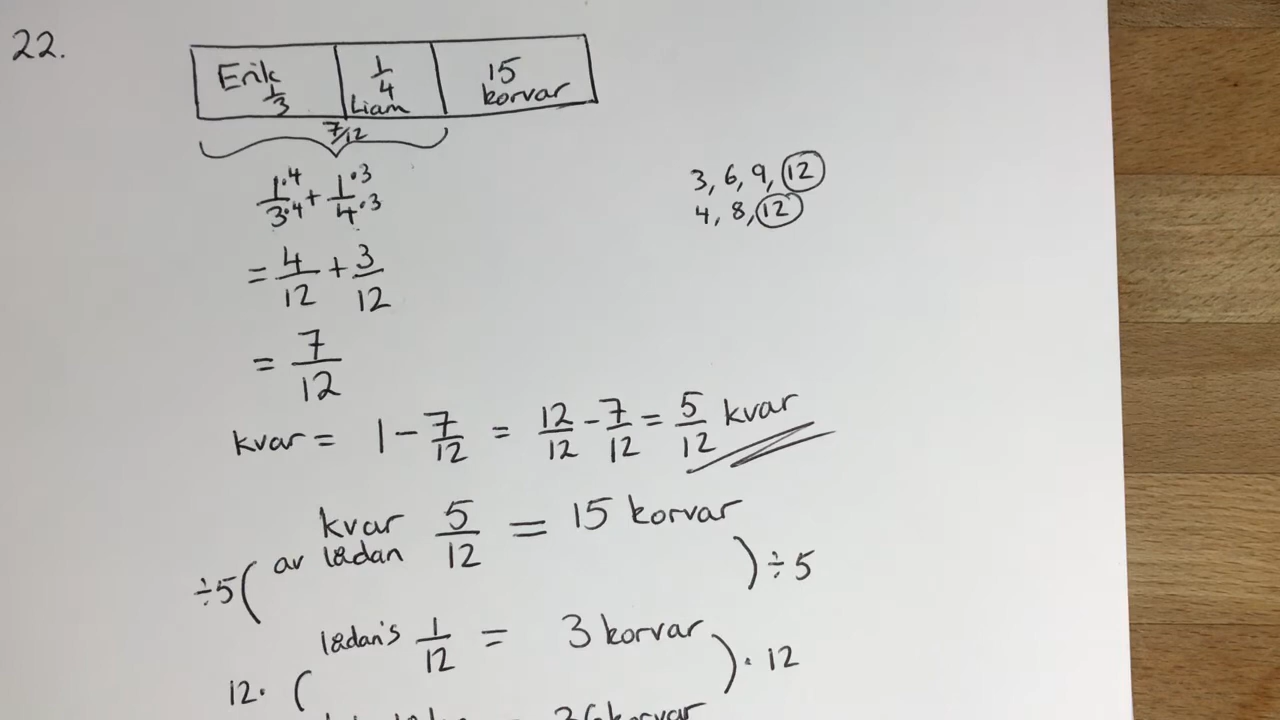 22.
Erik 1/3 1/4 Liam 15 korvar
7/12
1·4/3·4 + 1·3/4·3
3, 6, 9, 12
4, 8, 12
= 4/12 + 3/12
= 7/12
kvar = 1 - 7/12 = 12/12 - 7/12 = 5/12 kvar
kvar av lådan 5/12 = 15 korvar
÷5 ( ) ÷5
lådan's 1/12 = 3 korvar
12· ( ) · 12
= 36 korvar